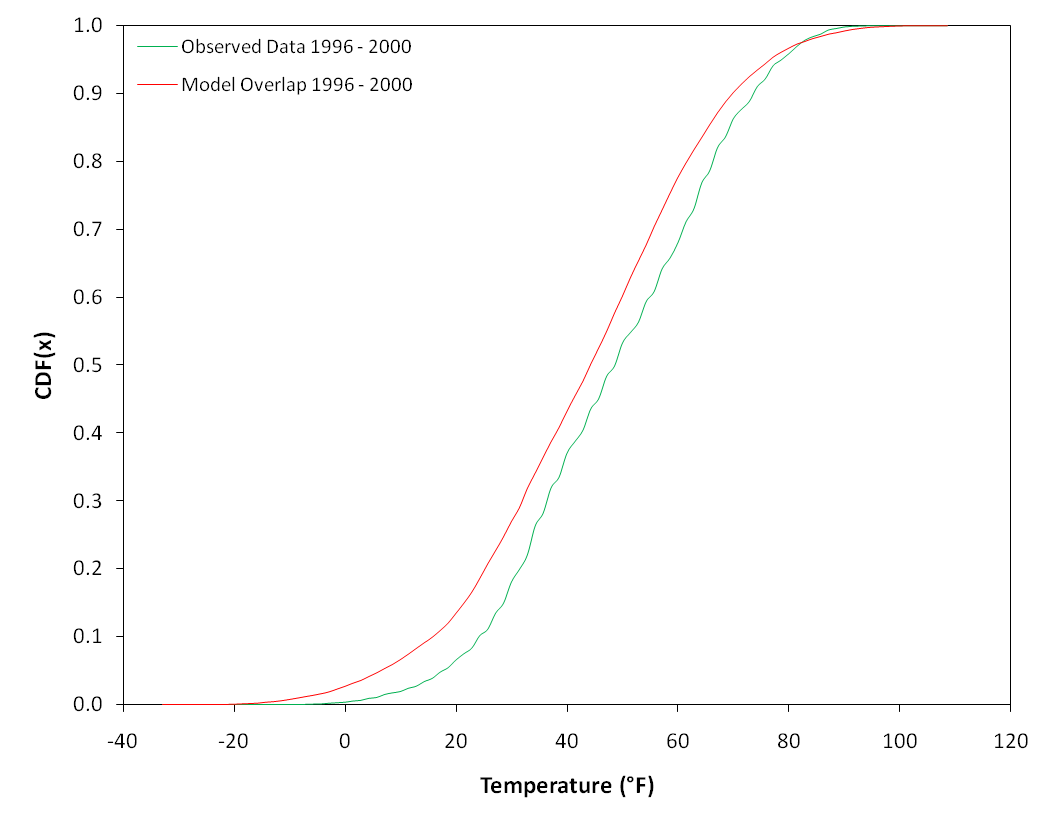 1.0
Observed Data 1996 - 2000
Model Overlap 1996 - 2000
0.9
0.8
0.7
0.6
0.5
0.4
0.3
0.2
0.1
0.0
CDF(x)
-40 -20 0 20 40 60 80 100 120
Temperature (°F)